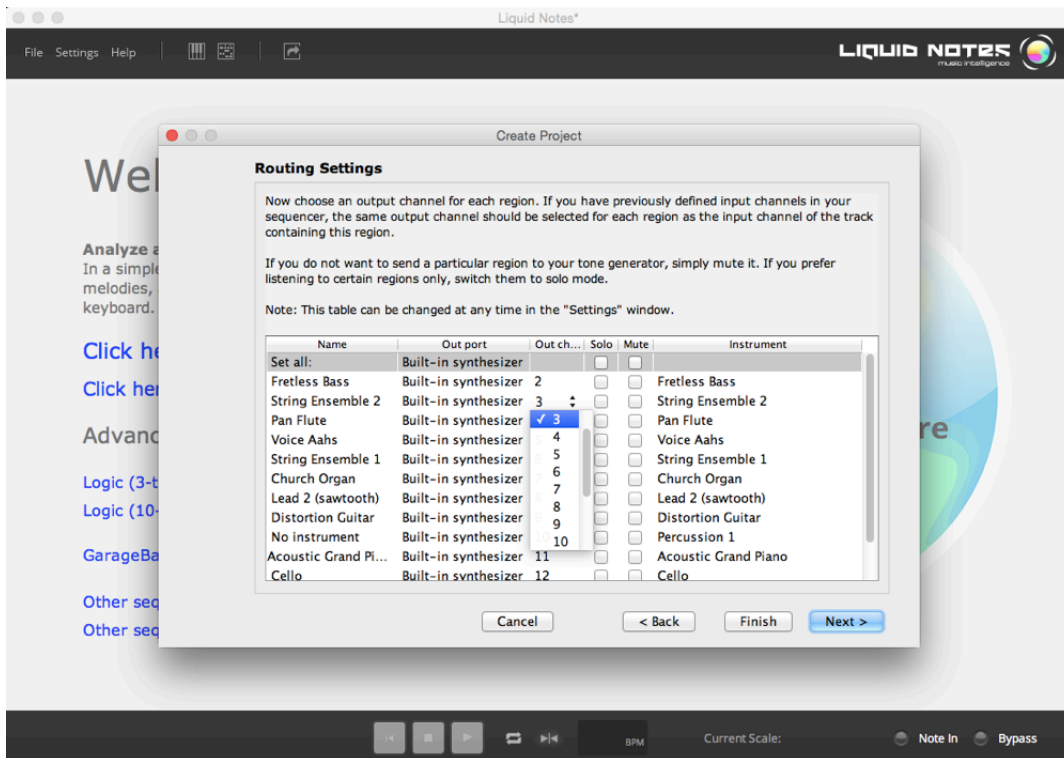 Liquid Notes*
File Settings Help
LIQUID NOTES
music intelligence
Create Project
Wel
Routing Settings
Now choose an output channel for each region. If you have previously defined input channels in your
sequencer, the same output channel should be selected for each region as the input channel of the track
containing this region.
Analyze a
In a simple
melodies,
keyboard.
If you do not want to send a particular region to your tone generator, simply mute it. If you prefer
listening to certain regions only, switch them to solo mode.
Note: This table can be changed at any time in the "Settings" window.
Click he
Click her
Advanc
Logic (3-t
Logic (10-
GarageBa
Other seq
Other seq
Name Out port Out ch... Solo Mute Instrument
Set all: Built-in synthesizer
Fretless Bass Built-in synthesizer 2 Fretless Bass
String Ensemble 2 Built-in synthesizer 3 String Ensemble 2
Pan Flute Built-in synthesizer ✓ 3 Pan Flute
Voice Aahs Built-in synthesizer 4 Voice Aahs
String Ensemble 1 Built-in synthesizer 5 String Ensemble 1
Church Organ Built-in synthesizer 6 Church Organ
Lead 2 (sawtooth) Built-in synthesizer 7 Lead 2 (sawtooth)
8
Distortion Guitar Built-in synthesizer 9 Distortion Guitar
No instrument Built-in synthesizer 10 Percussion 1
Acoustic Grand Pi... Built-in synthesizer 11 Acoustic Grand Piano
Cello Built-in synthesizer 12 Cello
re
Cancel < Back Finish Next >
BPM Current Scale: Note In Bypass